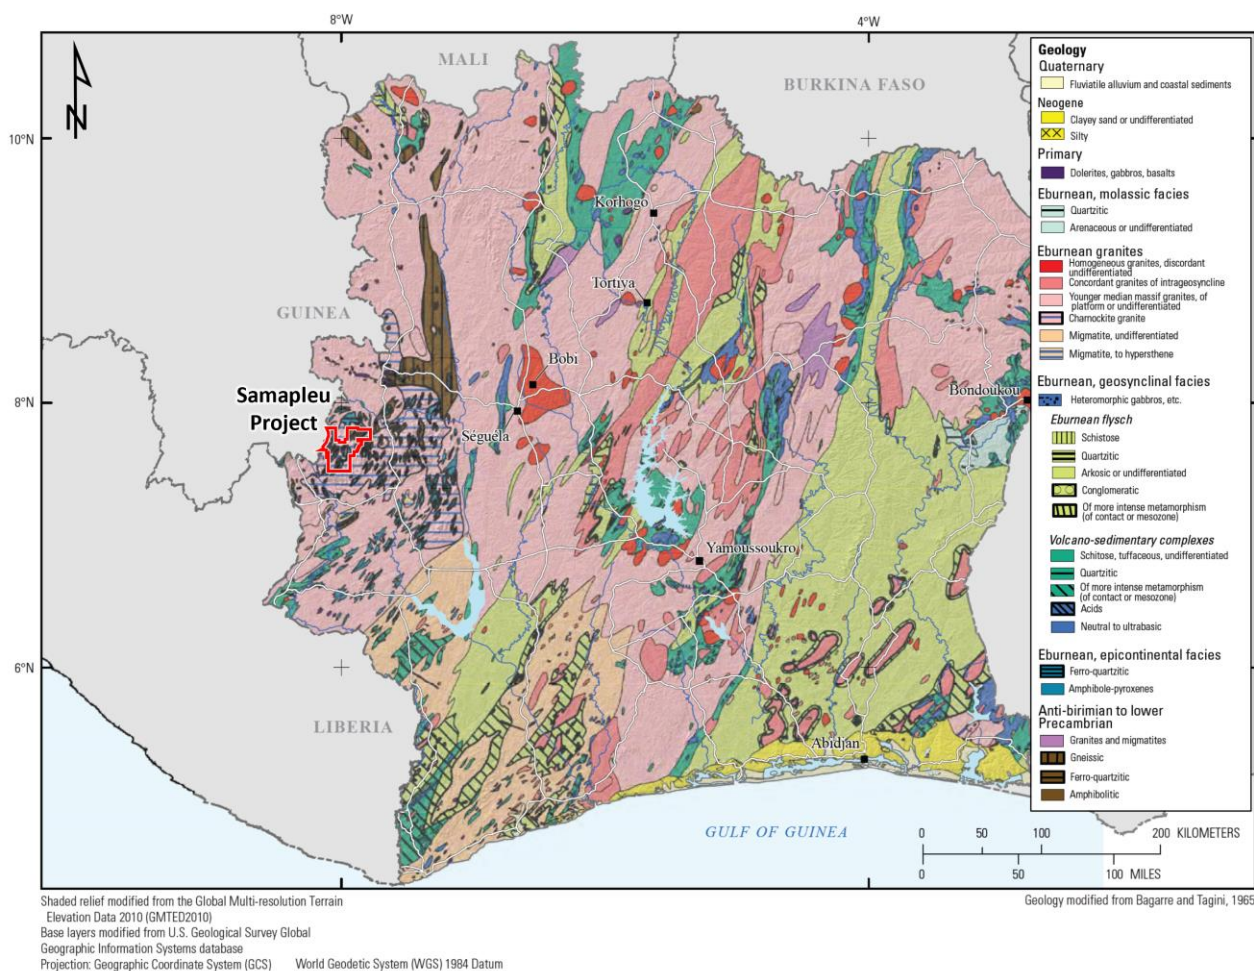 8°W
4°W
MALI
BURKINA FASO
N
10°N
10°N
Korhogo
Tortiya
GUINEA
Bobi
8°N
8°N
Samapleu
Project
Séguéla
Bondoukou
Yamoussoukro
6°N
6°N
LIBERIA
Abidjan
GULF OF GUINEA
8°W
4°W
Geology
Quaternary
Fluviatile alluvium and coastal sediments
Neogene
Clayey sand or undifferentiated
Silty
Primary
Dolerites, gabbros, basalts
Eburnean, molassic facies
Quartzitic
Arenaceous or undifferentiated
Eburnean granites
Homogeneous granites, discordant
undifferentiated
Concordant granites of intrageosyncline
Younger median massif granites, of
platform or undifferentiated
Charnockite granite
Migmatite, undifferentiated
Migmatite, to hypersthene
Eburnean, geosynclinal facies
Heteromorphic gabbros, etc.
Eburnean flysch
Schistose
Quartzitic
Arkosic or undifferentiated
Conglomeratic
Of more intense metamorphism
(of contact or mesozone)
Volcano-sedimentary complexes
Schitose, tuffaceous, undifferentiated
Quartzitic
Of more intense metamorphism
(of contact or mesozone)
Acids
Neutral to ultrabasic
Eburnean, epicontinental facies
Ferro-quartzitic
Amphibole-pyroxenes
Anti-birimian to lower
Precambrian
Granites and migmatites
Gneissic
Ferro-quartzitic
Amphibolitic
0 50 100 200 KILOMETERS
0 50 100 MILES
Shaded relief modified from the Global Multi-resolution Terrain
Elevation Data 2010 (GMTED2010)
Base layers modified from U.S. Geological Survey Global
Geographic Information Systems database
Projection: Geographic Coordinate System (GCS) World Geodetic System (WGS) 1984 Datum
Geology modified from Bagarre and Tagini, 1965